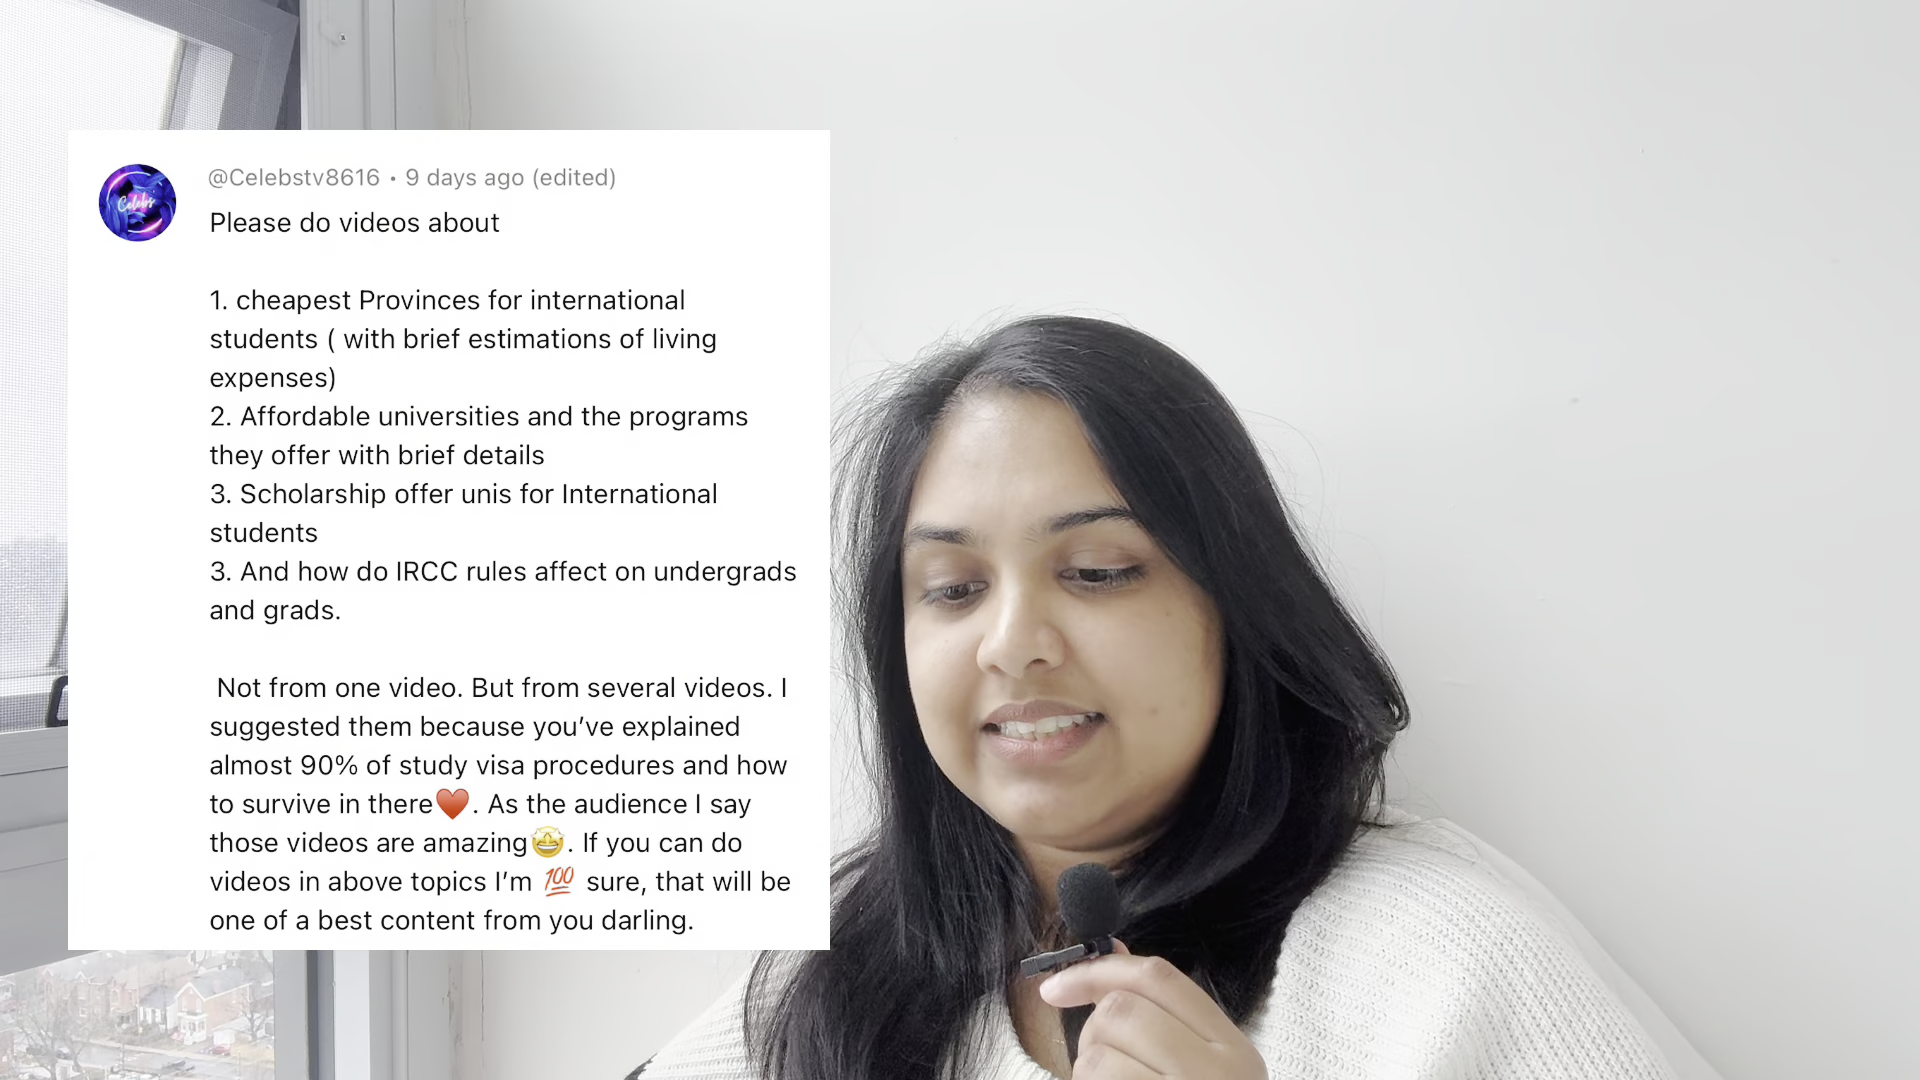 @Celebstv8616 • 9 days ago (edited)
Please do videos about
1. cheapest Provinces for international
students ( with brief estimations of living
expenses)
2. Affordable universities and the programs
they offer with brief details
3. Scholarship offer unis for International
students
3. And how do IRCC rules affect on undergrads
and grads.
Not from one video. But from several videos. I
suggested them because you’ve explained
almost 90% of study visa procedures and how
to survive in there♥️. As the audience I say
those videos are amazing🤩. If you can do
videos in above topics I’m 💯 sure, that will be
one of a best content from you darling.
Celebs